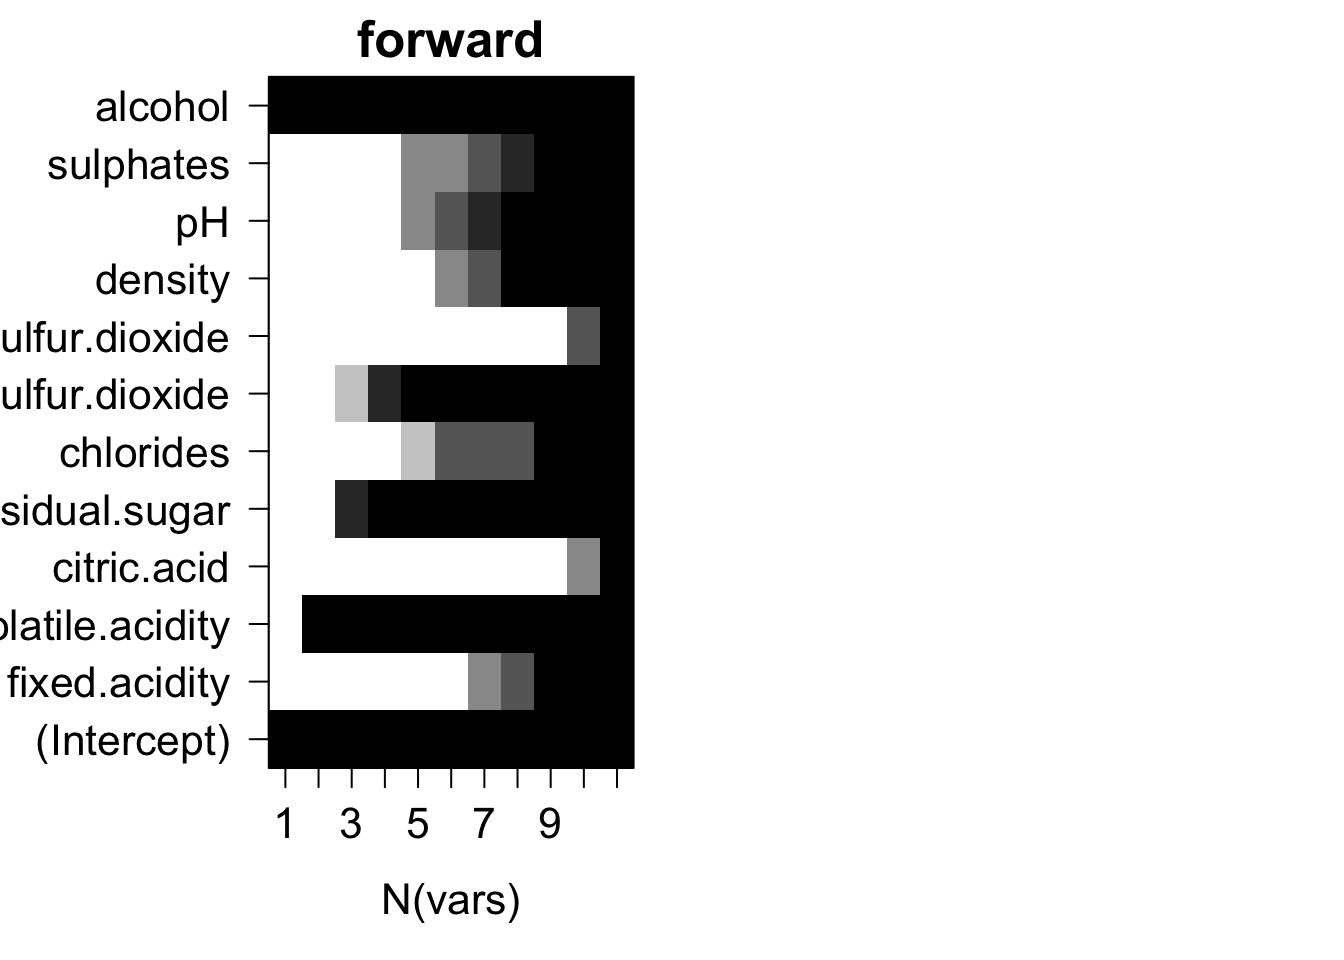 forward
alcohol
sulphates
pH
density
ulfur.dioxide
ulfur.dioxide
chlorides
sidual.sugar
citric.acid
olatile.acidity
fixed.acidity
(Intercept)
1 3 5 7 9
N(vars)